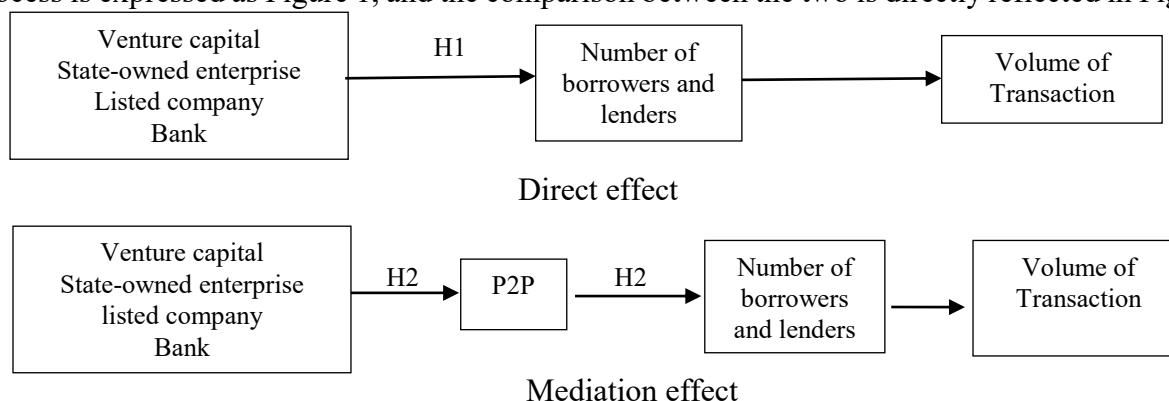 ocess is expressed as Figure 1, and the comparison between the two is directly reflected in Fig
Venture capital
State-owned enterprise
Listed company
Bank
H1
Number of
borrowers and
lenders
Volume of
Transaction
Direct effect
Venture capital
State-owned enterprise
listed company
Bank
H2
P2P
H2
Number of
borrowers
and lenders
Volume of
Transaction
Mediation effect